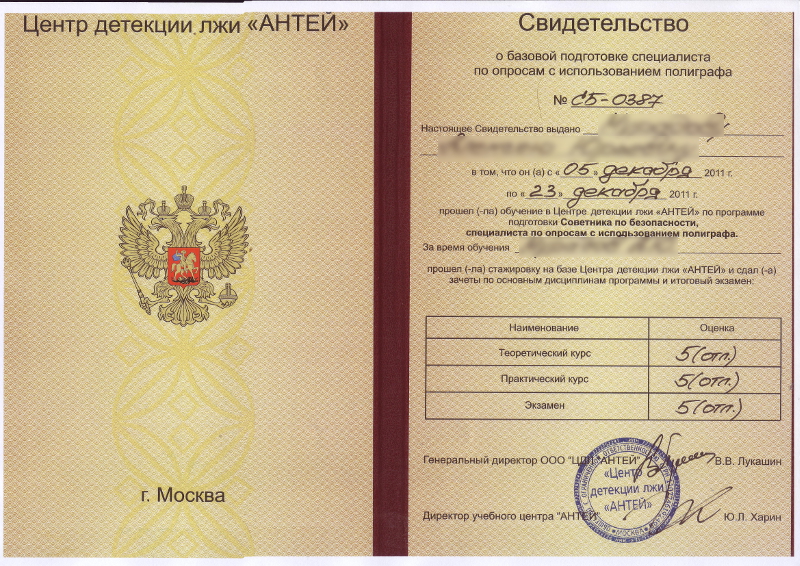 Центр детекции лжи «АНТЕЙ»
г. Москва
Свидетельство
о базовой подготовке специалиста
по опросам с использованием полиграфа
№ СБ-0387
Настоящее Свидетельство выдано
в том, что он (а) с « 05 » декабря 2011 г.
по « 23 » декабря 2011 г.
прошел (-ла) обучение в Центре детекции лжи «АНТЕЙ» по программе
подготовки Советника по безопасности,
специалиста по опросам с использованием полиграфа.
За время обучения
прошел (-ла) стажировку на базе Центра детекции лжи «АНТЕЙ» и сдал (-а)
зачеты по основным дисциплинам программы и итоговый экзамен:
Наименование Оценка
Теоретический курс 5 (отл.)
Практический курс 5 (отл.)
Экзамен 5 (отл.)
Генеральный директор ООО "ЦДЛ "АНТЕЙ" В.В. Лукашин
«Центр
детекции лжи
«АНТЕЙ»
МОСКВА
Директор учебного центра "АНТЕЙ" Ю.Л. Харин